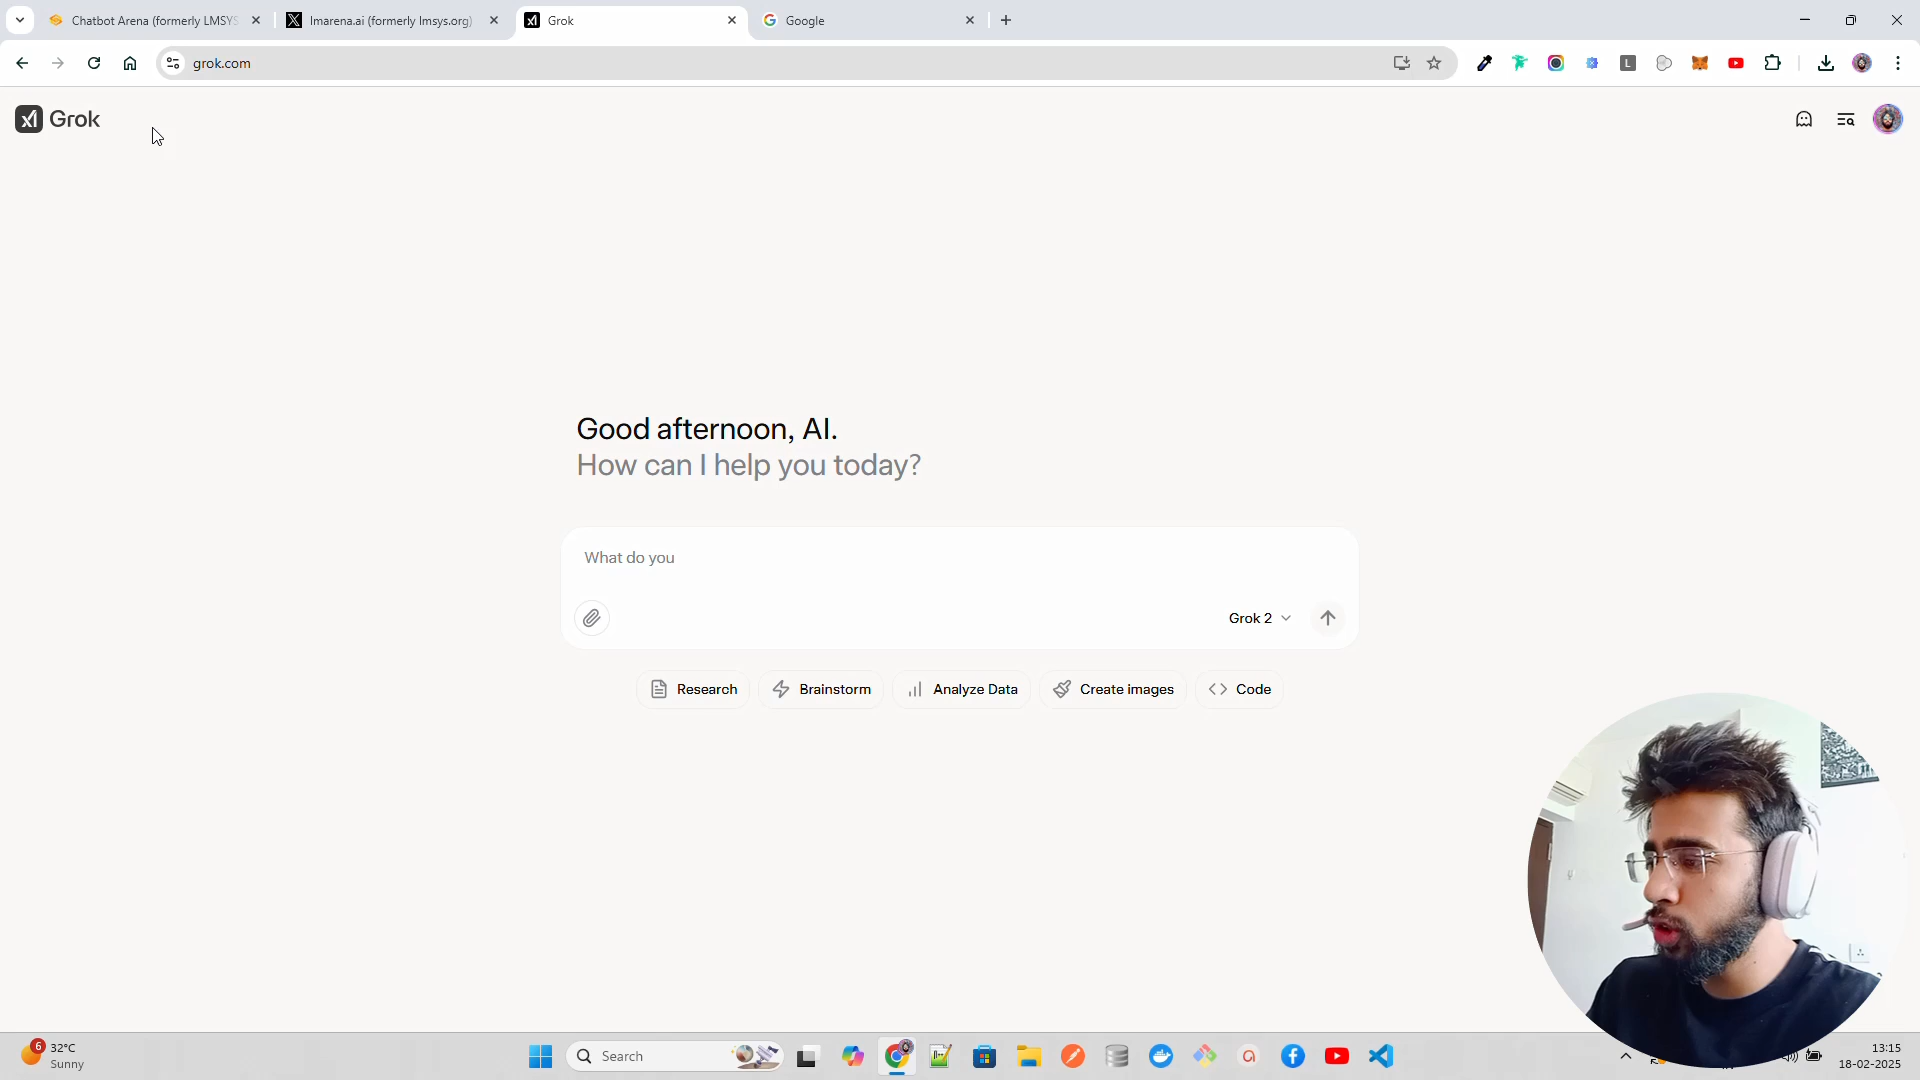 Chatbot Arena (formerly LMSYS
lmarena.ai (formerly lmsys.org)
Grok
Google
grok.com
L
Grok
Good afternoon, AI.
How can I help you today?
What do you
Grok 2
Research
Brainstorm
Analyze Data
Create images
Code
6
32°C
Sunny
Search
13:15
18-02-2025